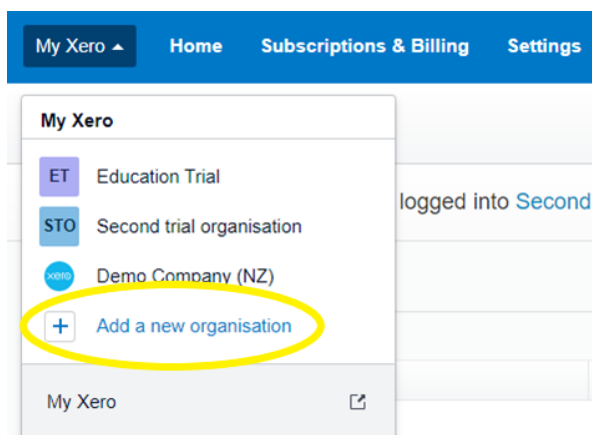 My Xero Home Subscriptions & Billing Settings
My Xero
ET Education Trial
logged into Second
STO Second trial organisation
xero Demo Company (NZ)
+ Add a new organisation
My Xero